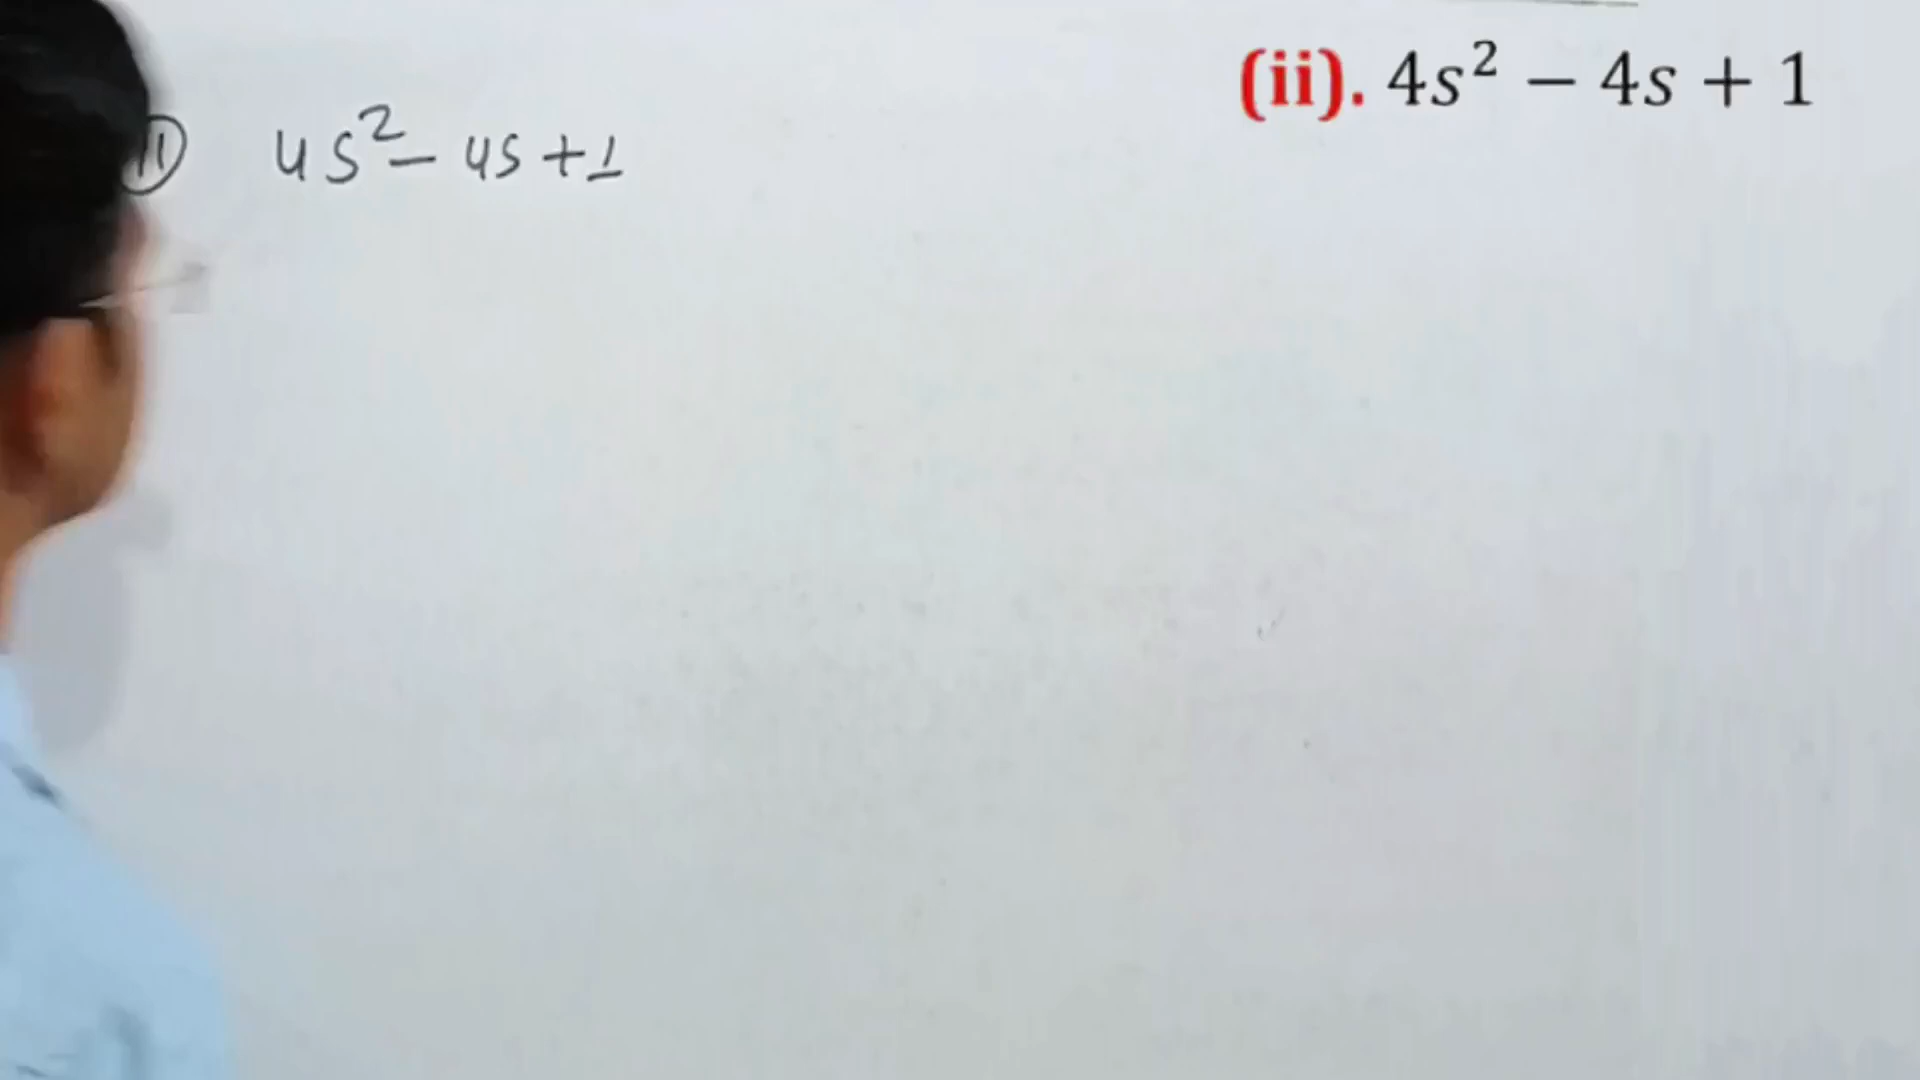 (ii). 4s² − 4s + 1
(ii) 4s² − 4s + 1